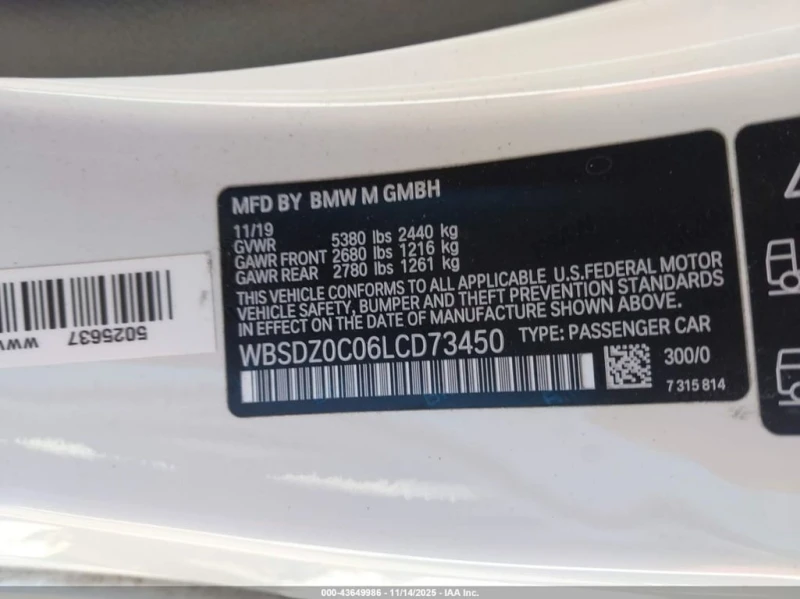 MFD BY BMW M GMBH
11/19
GVWR 5380 lbs 2440 kg
GAWR FRONT 2680 lbs 1216 kg
GAWR REAR 2780 lbs 1261 kg
THIS VEHICLE CONFORMS TO ALL APPLICABLE U.S.FEDERAL MOTOR
VEHICLE SAFETY, BUMPER AND THEFT PREVENTION STANDARDS
IN EFFECT ON THE DATE OF MANUFACTURE SHOWN ABOVE.
WBSDZ0C06LCD73450 TYPE: PASSENGER CAR
300/0
7 315 814
5025637
000-43649986 - 11/14/2025 - IAA Inc.